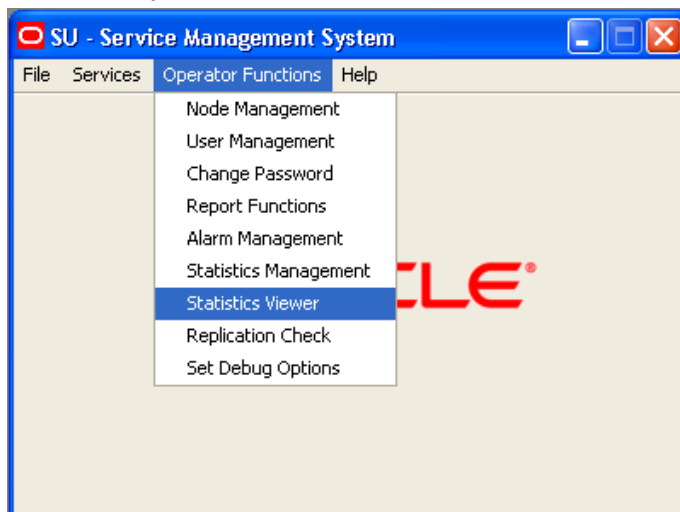 SU - Service Management System
File Services Operator Functions Help
Node Management
User Management
Change Password
Report Functions
Alarm Management
Statistics Management
Statistics Viewer
Replication Check
Set Debug Options
CLE®